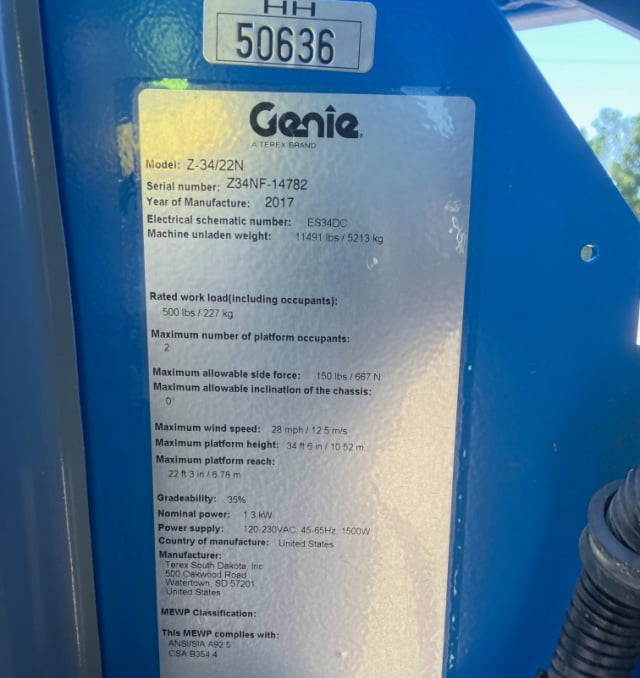 HH
50636
Genie
A TEREX BRAND
Model: Z-34/22N
Serial number: Z34NF-14782
Year of Manufacture: 2017
Electrical schematic number: ES34DC
Machine unladen weight: 11491 lbs / 5213 kg
Rated work load(including occupants):
500 lbs / 227 kg
Maximum number of platform occupants:
2
Maximum allowable side force: 150 lbs / 667 N
Maximum allowable inclination of the chassis:
0°
Maximum wind speed: 28 mph / 12.5 m/s
Maximum platform height: 34 ft 6 in / 10.52 m
Maximum platform reach:
22 ft 3 in / 6.78 m
Gradeability: 35%
Nominal power: 1.3 kW
Power supply: 120-230VAC, 45-65Hz, 1500W
Country of manufacture: United States
Manufacturer:
Terex South Dakota, Inc
500 Oakwood Road
Watertown, SD 57201
United States
MEWP Classification:
This MEWP complies with:
ANSI/SIA A92.5
CSA B354.4